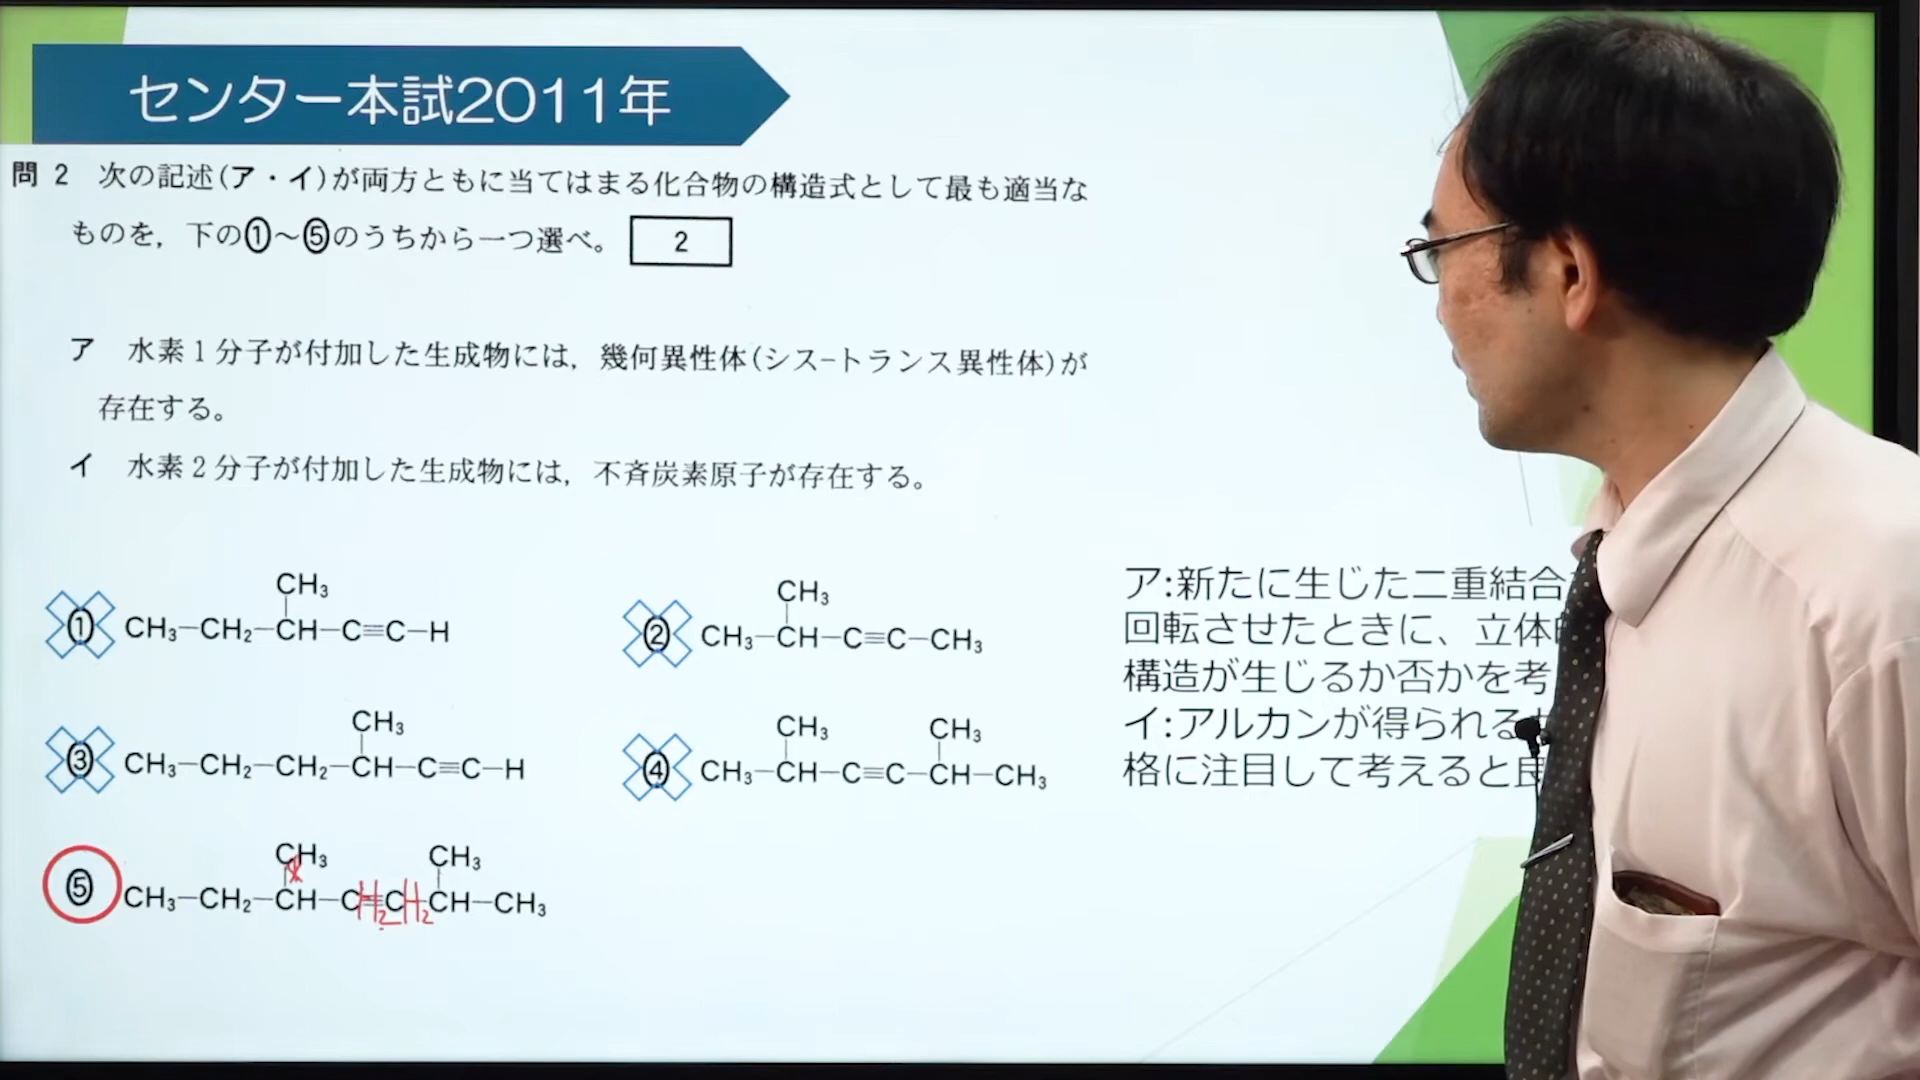 センター本試2011年
問 2 次の記述(ア・イ)が両方ともに当てはまる化合物の構造式として最も適当な
ものを，下の①～⑤のうちから一つ選べ。 2
ア 水素1分子が付加した生成物には，幾何異性体(シス-トランス異性体)が
存在する。
イ 水素2分子が付加した生成物には，不斉炭素原子が存在する。
CH₃
① CH₃-CH₂-CH-C≡C-H
CH₃
② CH₃-CH-C≡C-CH₃
CH₃
③ CH₃-CH₂-CH₂-CH-C≡C-H
CH₃ CH₃
④ CH₃-CH-C≡C-CH-CH₃
CH₃ CH₃
⑤ CH₃-CH₂-CH-C≡C-CH-CH₃
* H₂ H₂
ア:新たに生じた二重結合
回転させたときに、立体
構造が生じるか否かを考
イ:アルカンが得られる
格に注目して考えると